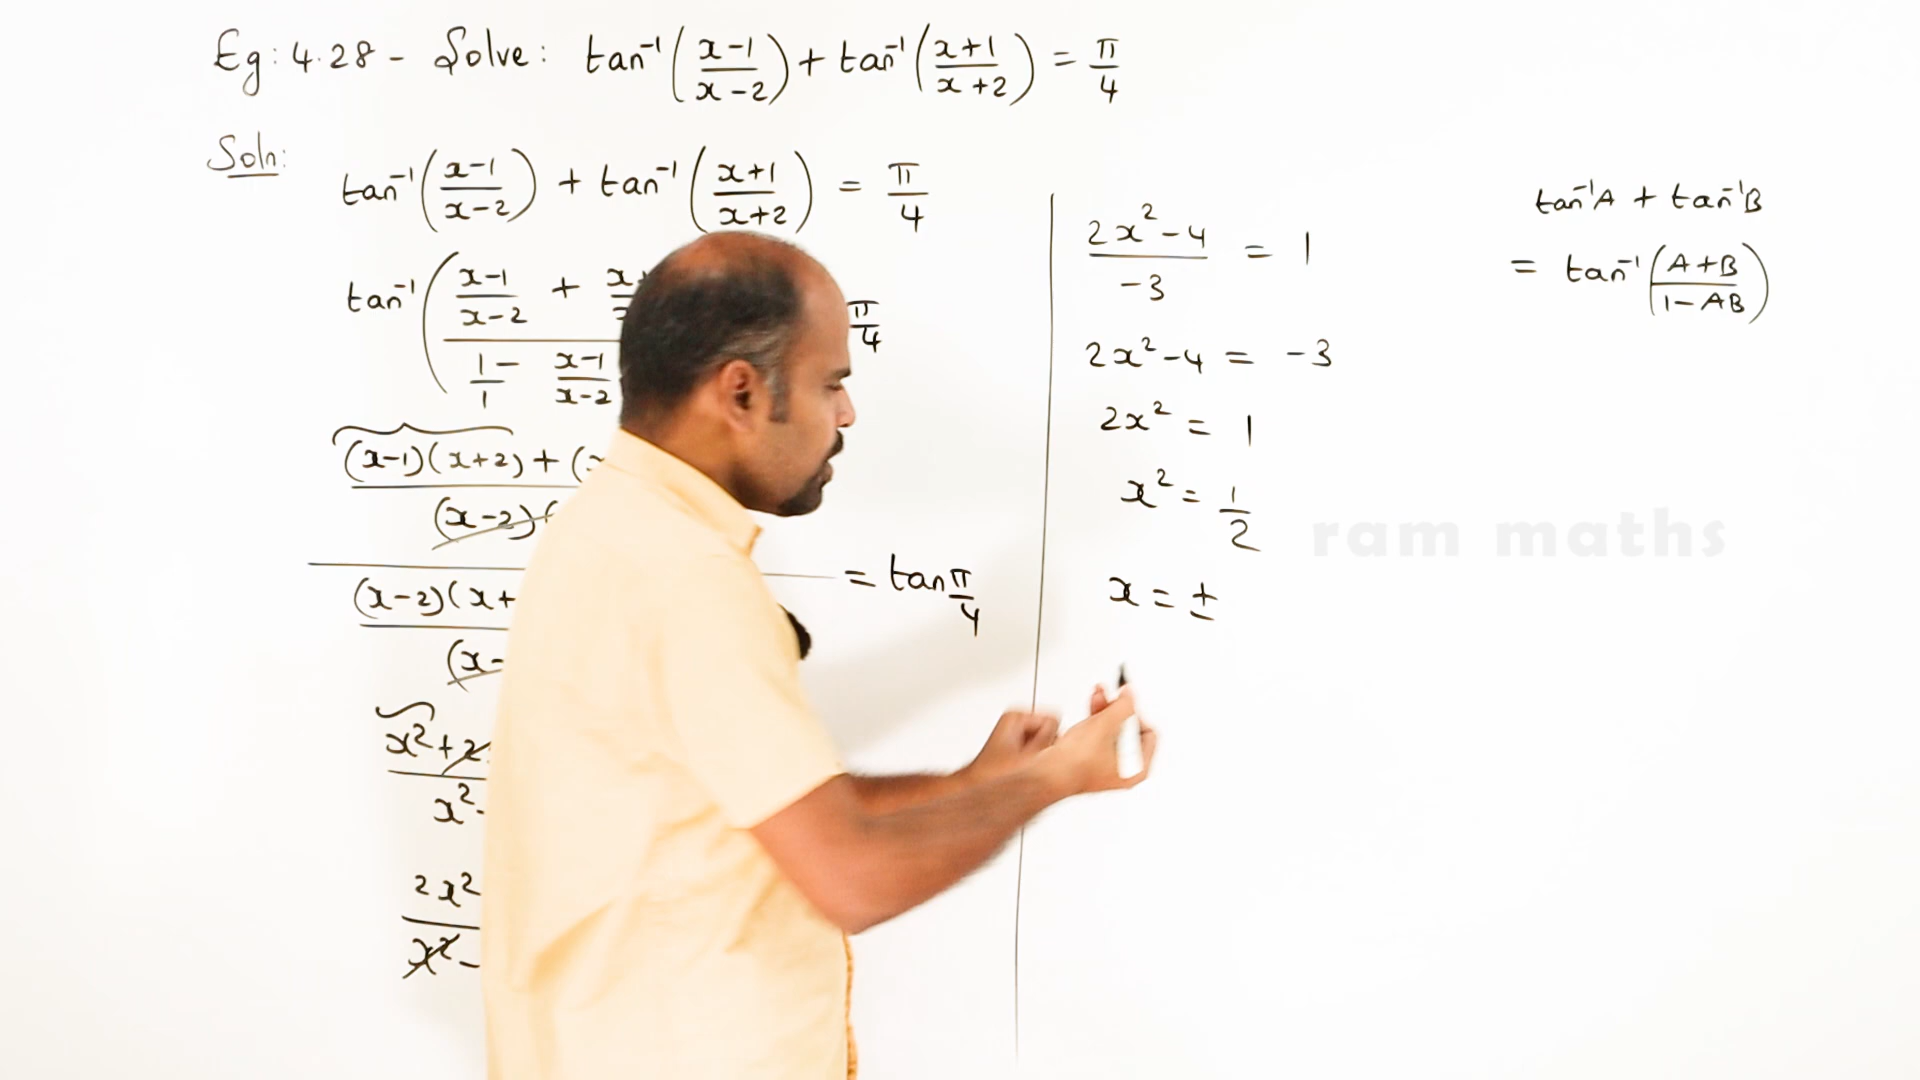 Eg: 4.28 - Solve: tan⁻¹((x-1)/(x-2)) + tan⁻¹((x+1)/(x+2)) = π/4
Soln:
tan⁻¹((x-1)/(x-2)) + tan⁻¹((x+1)/(x+2)) = π/4
tan⁻¹( (x-1)/(x-2) + x
1/1 - (x-1)/(x-2)
π/4
(x-1)(x+2) + (
(x-2)(
(x-2)(x+
(x-
= tan π/4
x² + 2
x² -
2x²
x² -
(2x² - 4)/-3 = 1
2x² - 4 = -3
2x² = 1
x² = 1/2
x = ±
tan⁻¹A + tan⁻¹B
= tan⁻¹((A+B)/(1-AB))
ram maths